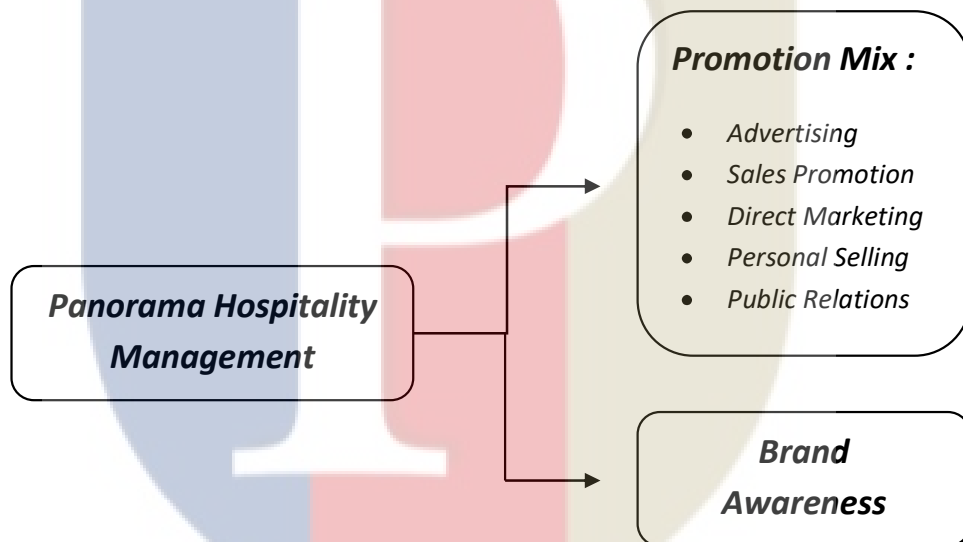 Promotion Mix :
• Advertising
• Sales Promotion
• Direct Marketing
• Personal Selling
• Public Relations
Panorama Hospitality
Management
Brand
Awareness